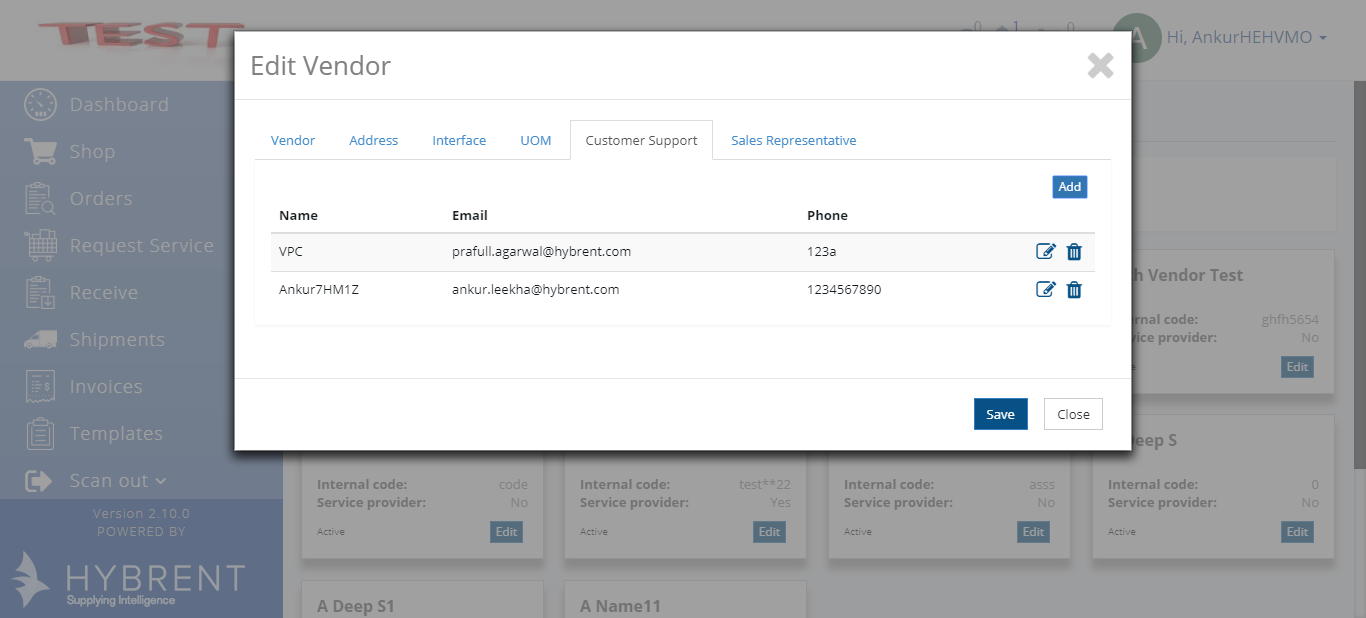 TEST
0 1 0
A Hi, AnkurHEHVMO
Edit Vendor
Vendor Address Interface UOM Customer Support Sales Representative
Add
Name Email Phone
VPC prafull.agarwal@hybrent.com 123a
Ankur7HM1Z ankur.leekha@hybrent.com 1234567890
Save Close
Dashboard
Shop
Orders
Request Service
Receive
Shipments
Invoices
Templates
Scan out
Version 2.10.0
POWERED BY
HYBRENT
Supplying Intelligence
h Vendor Test
rnal code: ghfh5654
vice provider: No
e Edit
Internal code: code
Service provider: No
Active Edit
Internal code: test**22
Service provider: Yes
Active Edit
Internal code: asss
Service provider: No
Active Edit
Deep S
Internal code: 0
Service provider: No
Active Edit
A Deep S1
A Name11